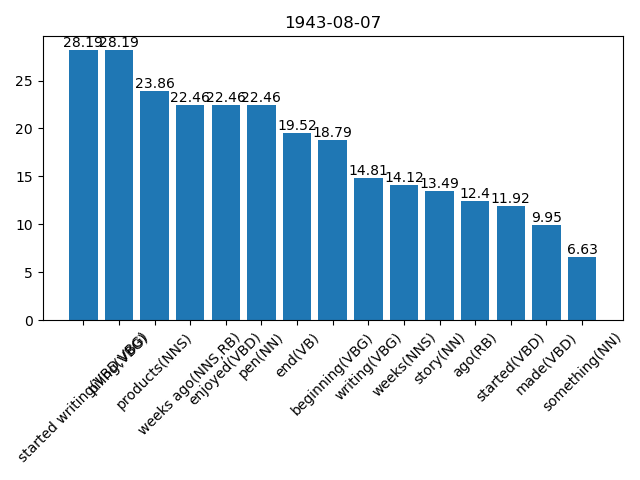 1943-08-07
28.19
28.19
23.86
22.46
22.46
22.46
19.52
18.79
14.81
14.12
13.49
12.4
11.92
9.95
6.63
25
20
15
10
5
0
started writing(VBD,VBG)
piling(VBG)
products(NNS)
weeks ago(NNS,RB)
enjoyed(VBD)
pen(NN)
end(VB)
beginning(VBG)
writing(VBG)
weeks(NNS)
story(NN)
ago(RB)
started(VBD)
made(VBD)
something(NN)